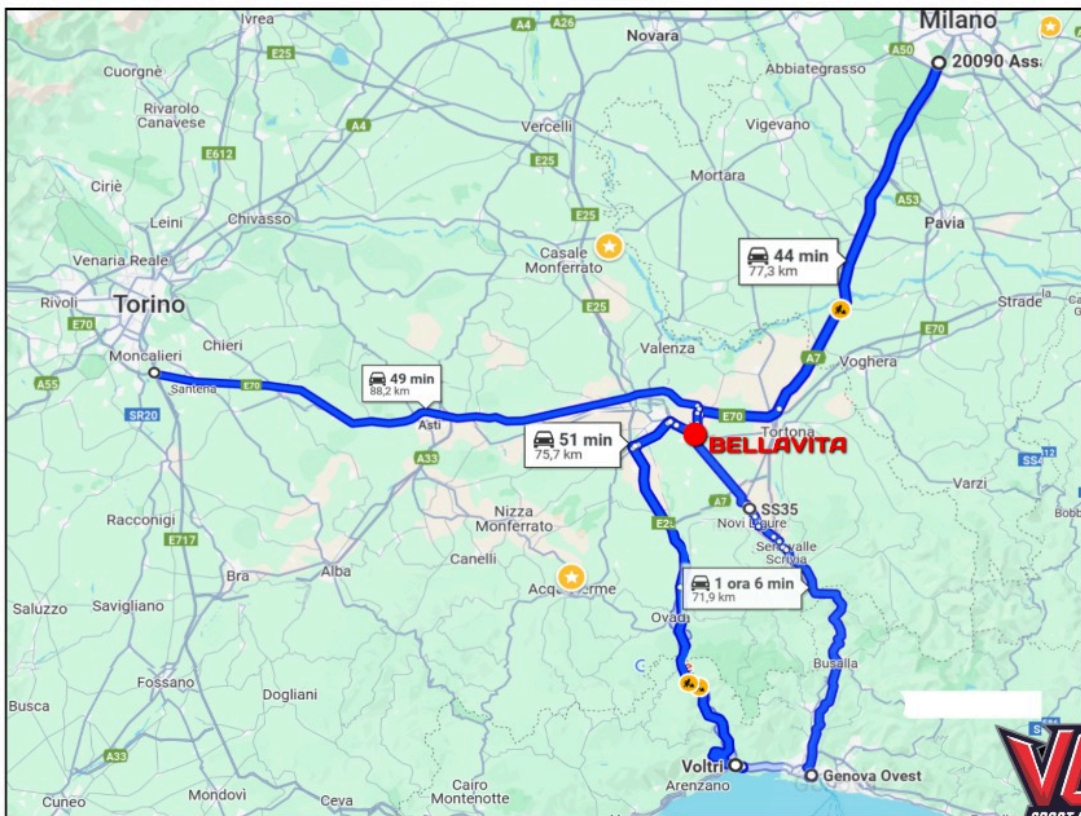 Ivrea
A4
A26
Milano
E25
Novara
A50
20090 Ass
Cuorgnè
Abbiategrasso
Rivarolo
Canavese
A4
Vercelli
Vigevano
E612
E25
Mortara
Ciriè
Leini
Chivasso
E25
A53
Pavia
Venaria Reale
Casale
Monferrato
44 min
77,3 km
Rivoli
Torino
E25
Strade
E70
Chieri
Valenza
E70
Moncalieri
A7
Voghera
A55
Santena
E70
49 min
88,2 km
SR20
Asti
E70
Tortona
51 min
75,7 km
BELLAVITA
A33
SS4
Varzi
A7
SS35
Nizza
Monferrato
Novi Ligure
Racconigi
E717
Canelli
Serravalle
Scrivia
Bobb
Bra
Alba
1 ora 6 min
71,9 km
Saluzzo
Savigliano
Ovada
Busalla
Fossano
Dogliani
Busca
A33
Voltri
Genova Ovest
Arenzano
Cuneo
Mondovì
Ceva
Cairo
Montenotte